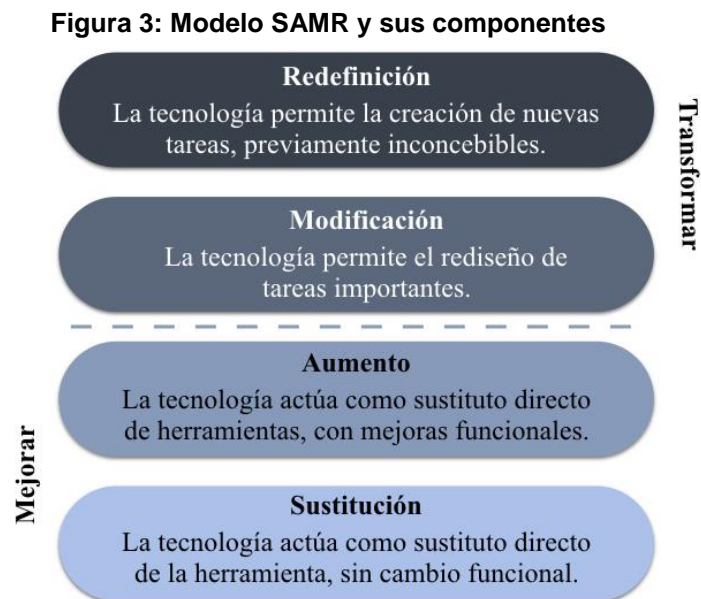 Figura 3: Modelo SAMR y sus componentes
Redefinición
La tecnología permite la creación de nuevas
tareas, previamente inconcebibles.
Transformar
Modificación
La tecnología permite el rediseño de
tareas importantes.
Aumento
La tecnología actúa como sustituto directo
de herramientas, con mejoras funcionales.
Mejorar
Sustitución
La tecnología actúa como sustituto directo
de la herramienta, sin cambio funcional.